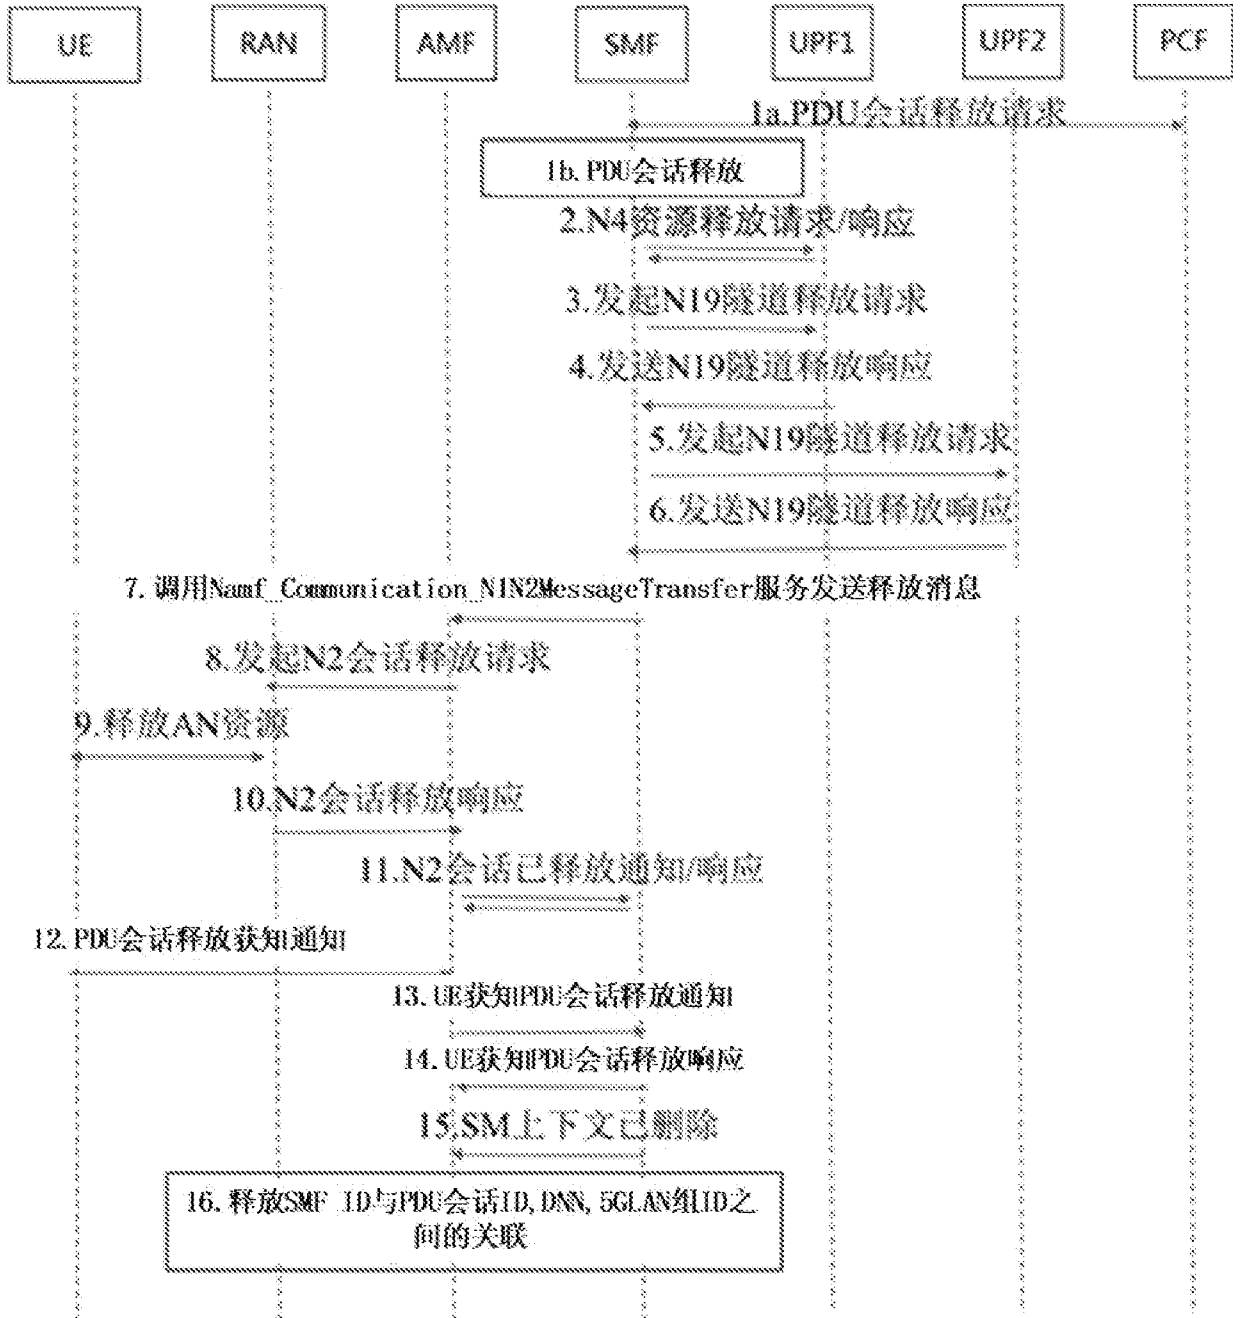 UE RAN AMF SMF UPF1 UPF2 PCF
1a.PDU会话释放请求
1b. PDU会话释放
2.N4资源释放请求/响应
3.发起N19隧道释放请求
4.发送N19隧道释放响应
5.发起N19隧道释放请求
6.发送N19隧道释放响应
7. 调用Namf_Communication_N1N2MessageTransfer服务发送释放消息
8.发起N2会话释放请求
9.释放AN资源
10.N2会话释放响应
11.N2会话已释放通知/响应
12. PDU会话释放获知通知
13. UE获知PDU会话释放通知
14. UE获知PDU会话释放响应
15.SM上下文已删除
16. 释放SMF ID与PDU会话ID, DNN, 5GLAN组ID之
间的关联